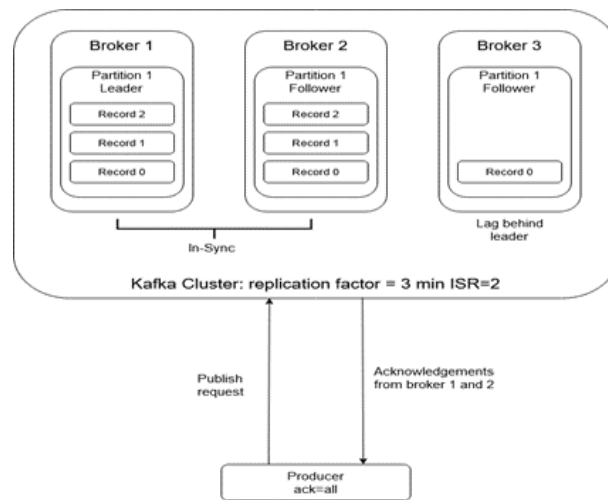 Broker 1
Partition 1
Leader
Record 2
Record 1
Record 0
Broker 2
Partition 1
Follower
Record 2
Record 1
Record 0
Broker 3
Partition 1
Follower
Record 0
In-Sync
Lag behind
leader
Kafka Cluster: replication factor = 3 min ISR=2
Publish
request
Acknowledgements
from broker 1 and 2
Producer
ack=all